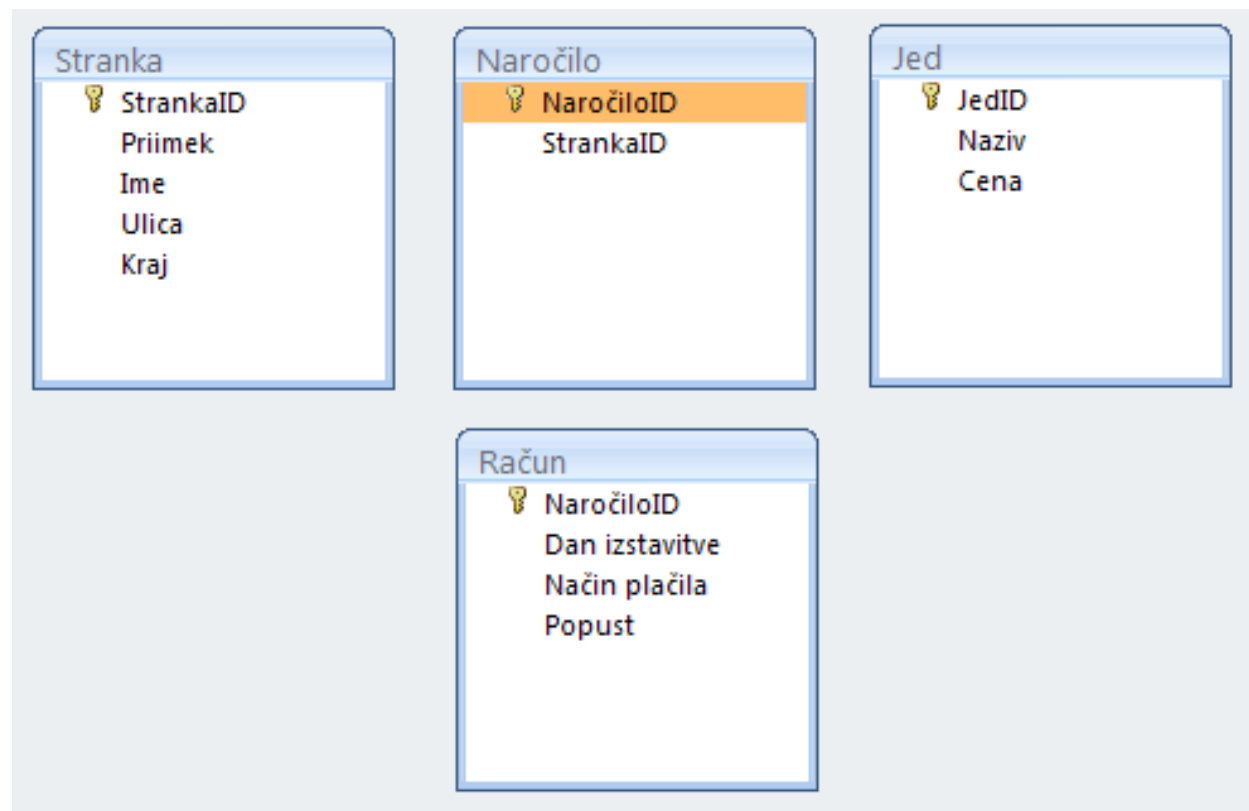 Stranka
StrankaID
Priimek
Ime
Ulica
Kraj
Naročilo
NaročiloID
StrankaID
Jed
JedID
Naziv
Cena
Račun
NaročiloID
Dan izstavitve
Način plačila
Popust